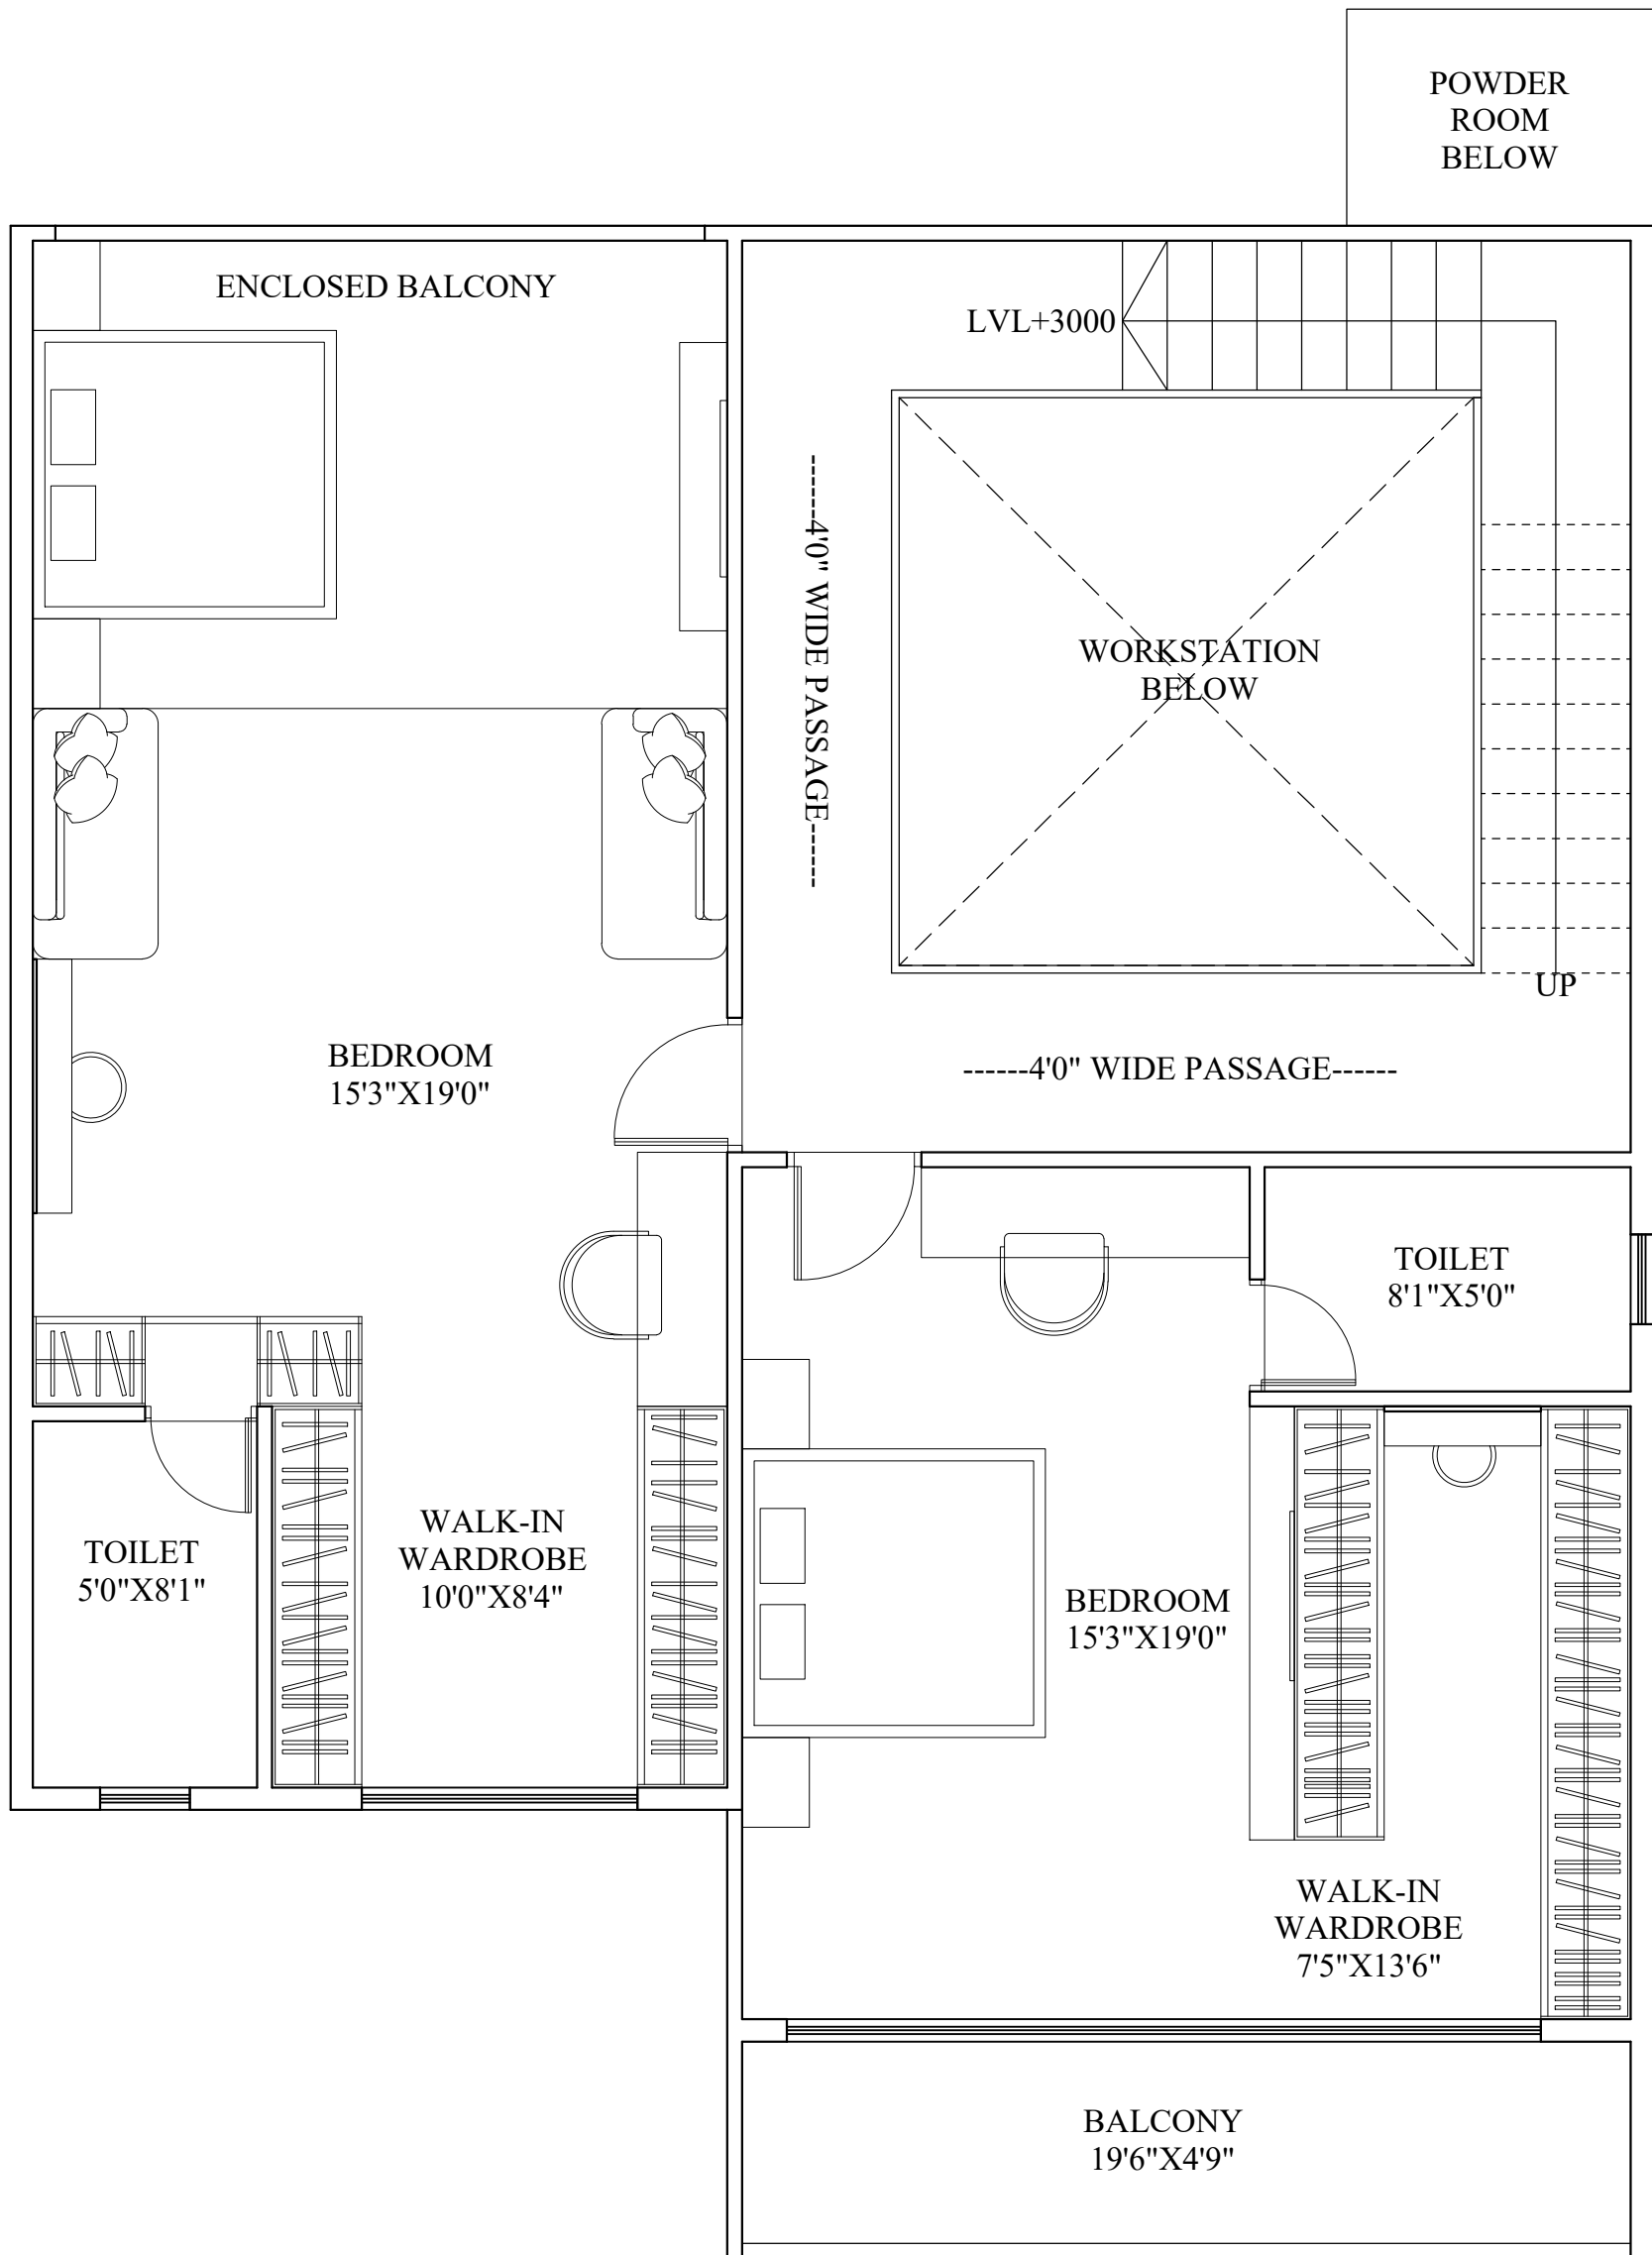 POWDER
ROOM
BELOW
ENCLOSED BALCONY
LVL+3000
------4'0" WIDE PASSAGE------
WORKSTATION
BELOW
UP
BEDROOM
15'3"X19'0"
------4'0" WIDE PASSAGE------
TOILET
8'1"X5'0"
TOILET
5'0"X8'1"
WALK-IN
WARDROBE
10'0"X8'4"
BEDROOM
15'3"X19'0"
WALK-IN
WARDROBE
7'5"X13'6"
BALCONY
19'6"X4'9"